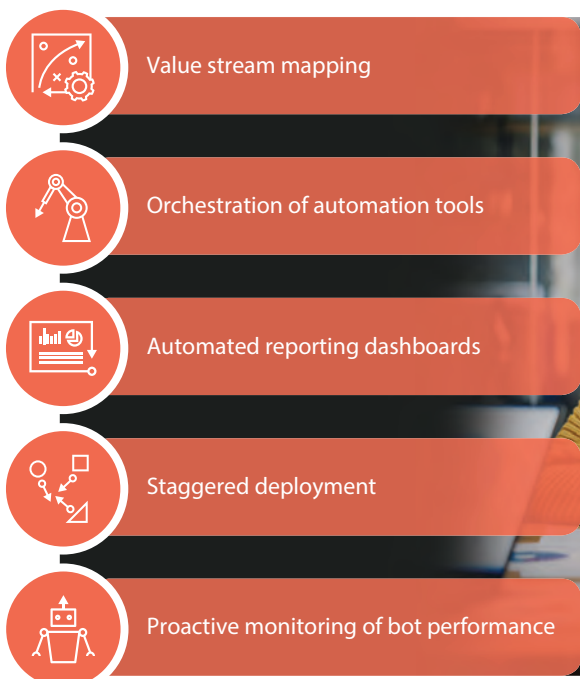 Value stream mapping
Orchestration of automation tools
Automated reporting dashboards
Staggered deployment
Proactive monitoring of bot performance